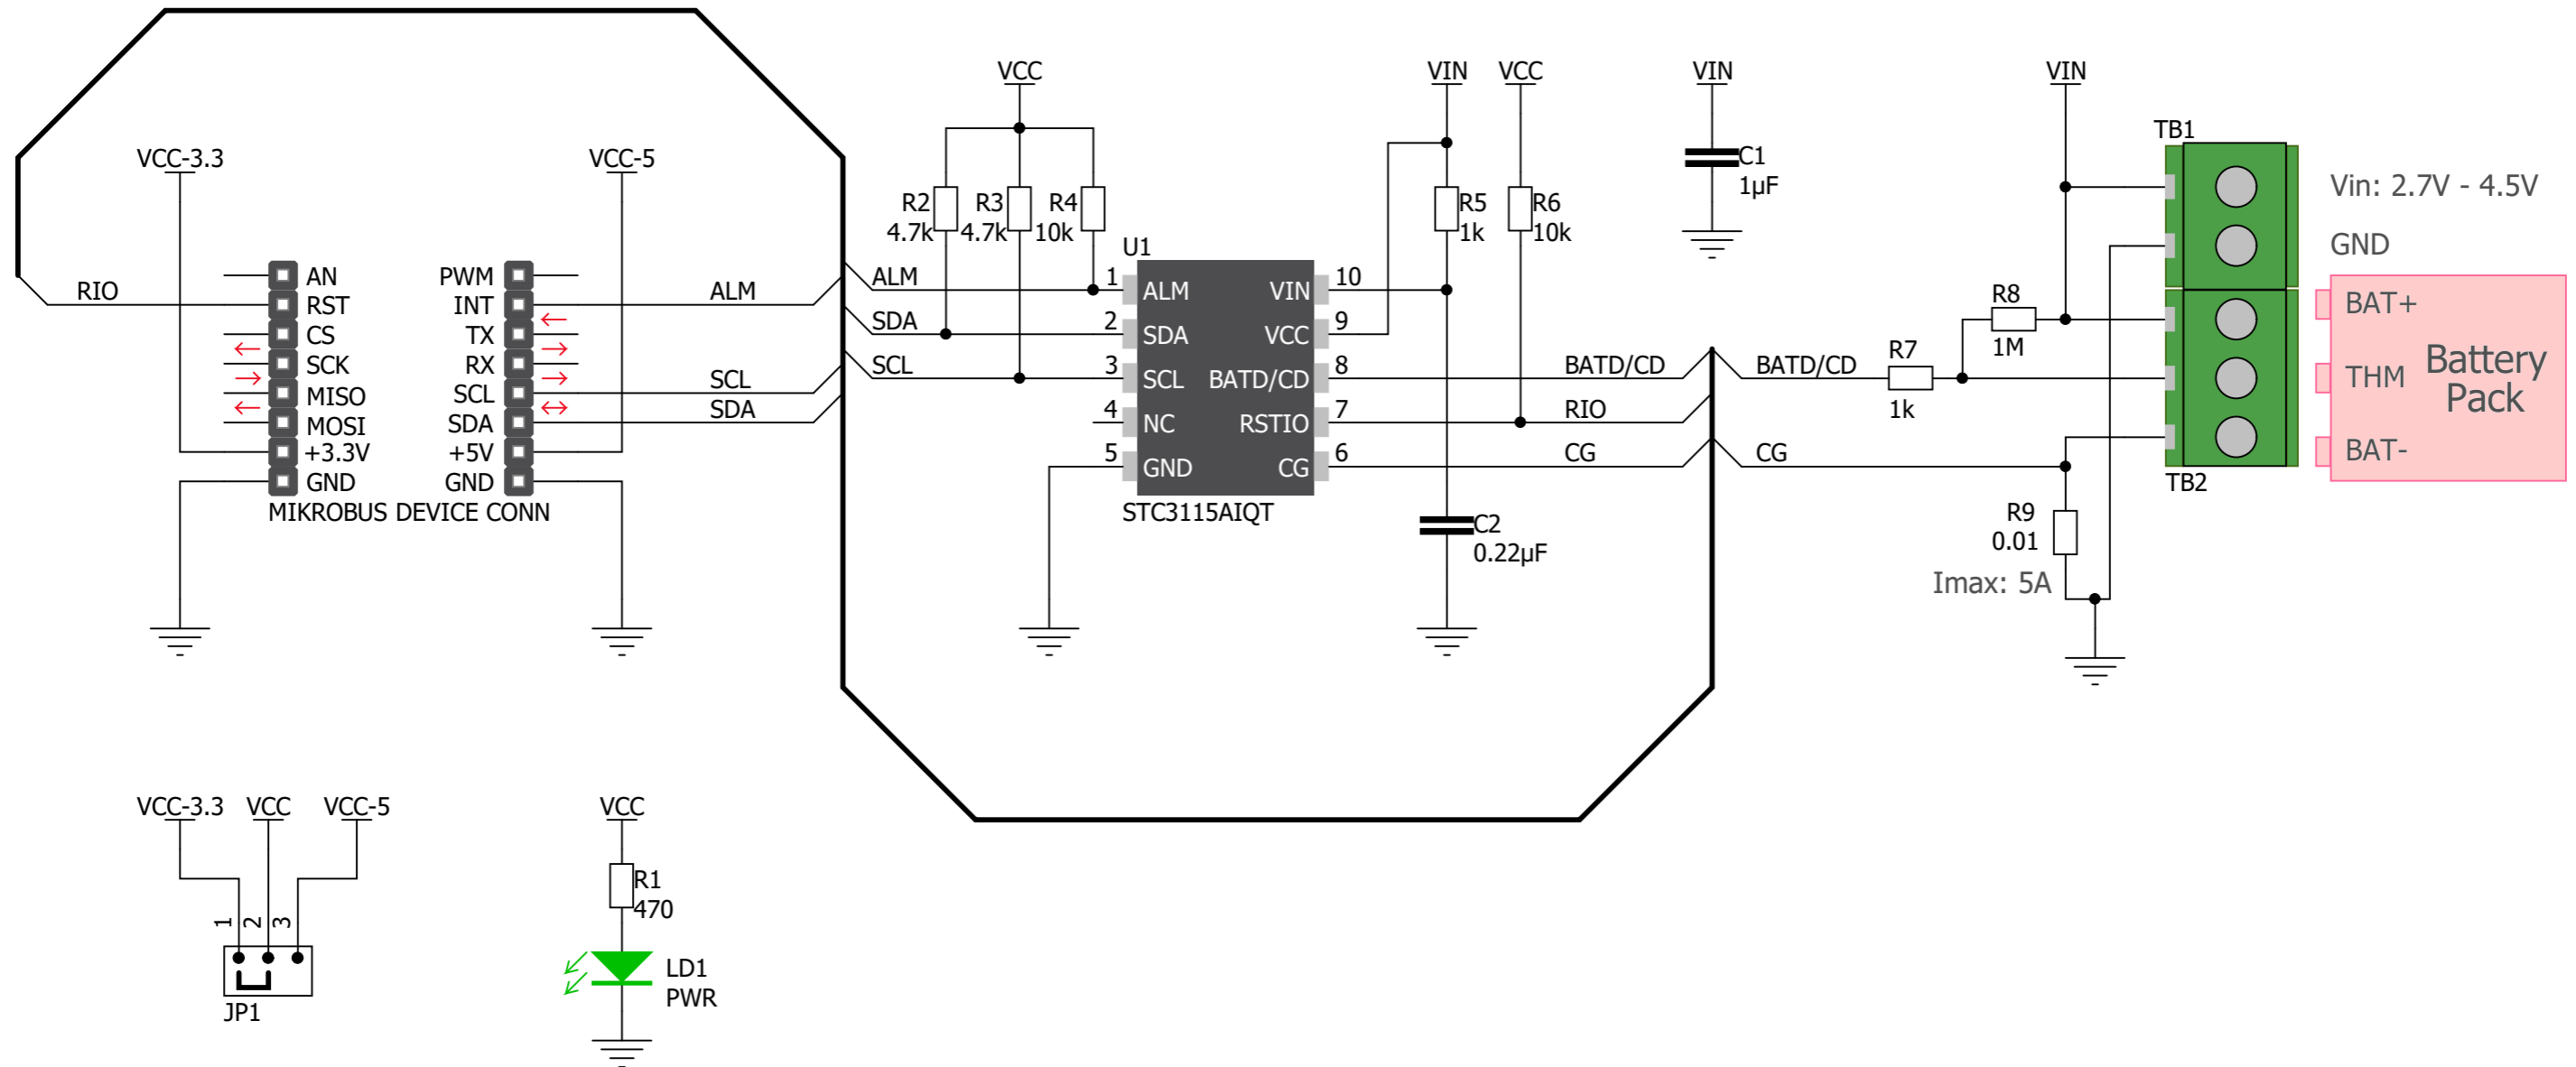 VCC
VIN
VCC
VIN
VIN
TB1
VCC-3.3
VCC-5
C1
1µF
Vin: 2.7V - 4.5V
GND
R2
4.7k
R3
4.7k
R4
10k
R5
1k
R6
10k
U1
RIO
AN
RST
CS
SCK
MISO
MOSI
+3.3V
GND
PWM
INT
TX
RX
SCL
SDA
+5V
GND
MIKROBUS DEVICE CONN
ALM
SCL
SDA
ALM
SDA
SCL
1
2
3
4
5
ALM
SDA
SCL
NC
GND
VIN
VCC
BATD/CD
RSTIO
CG
10
9
8
7
6
STC3115AIQT
BATD/CD
RIO
CG
BATD/CD
CG
R7
1k
R8
1M
BAT+
THM
BAT-
Battery
Pack
TB2
R9
0.01
Imax: 5A
C2
0.22µF
VCC-3.3
VCC
VCC-5
1
2
3
JP1
VCC
R1
470
LD1
PWR